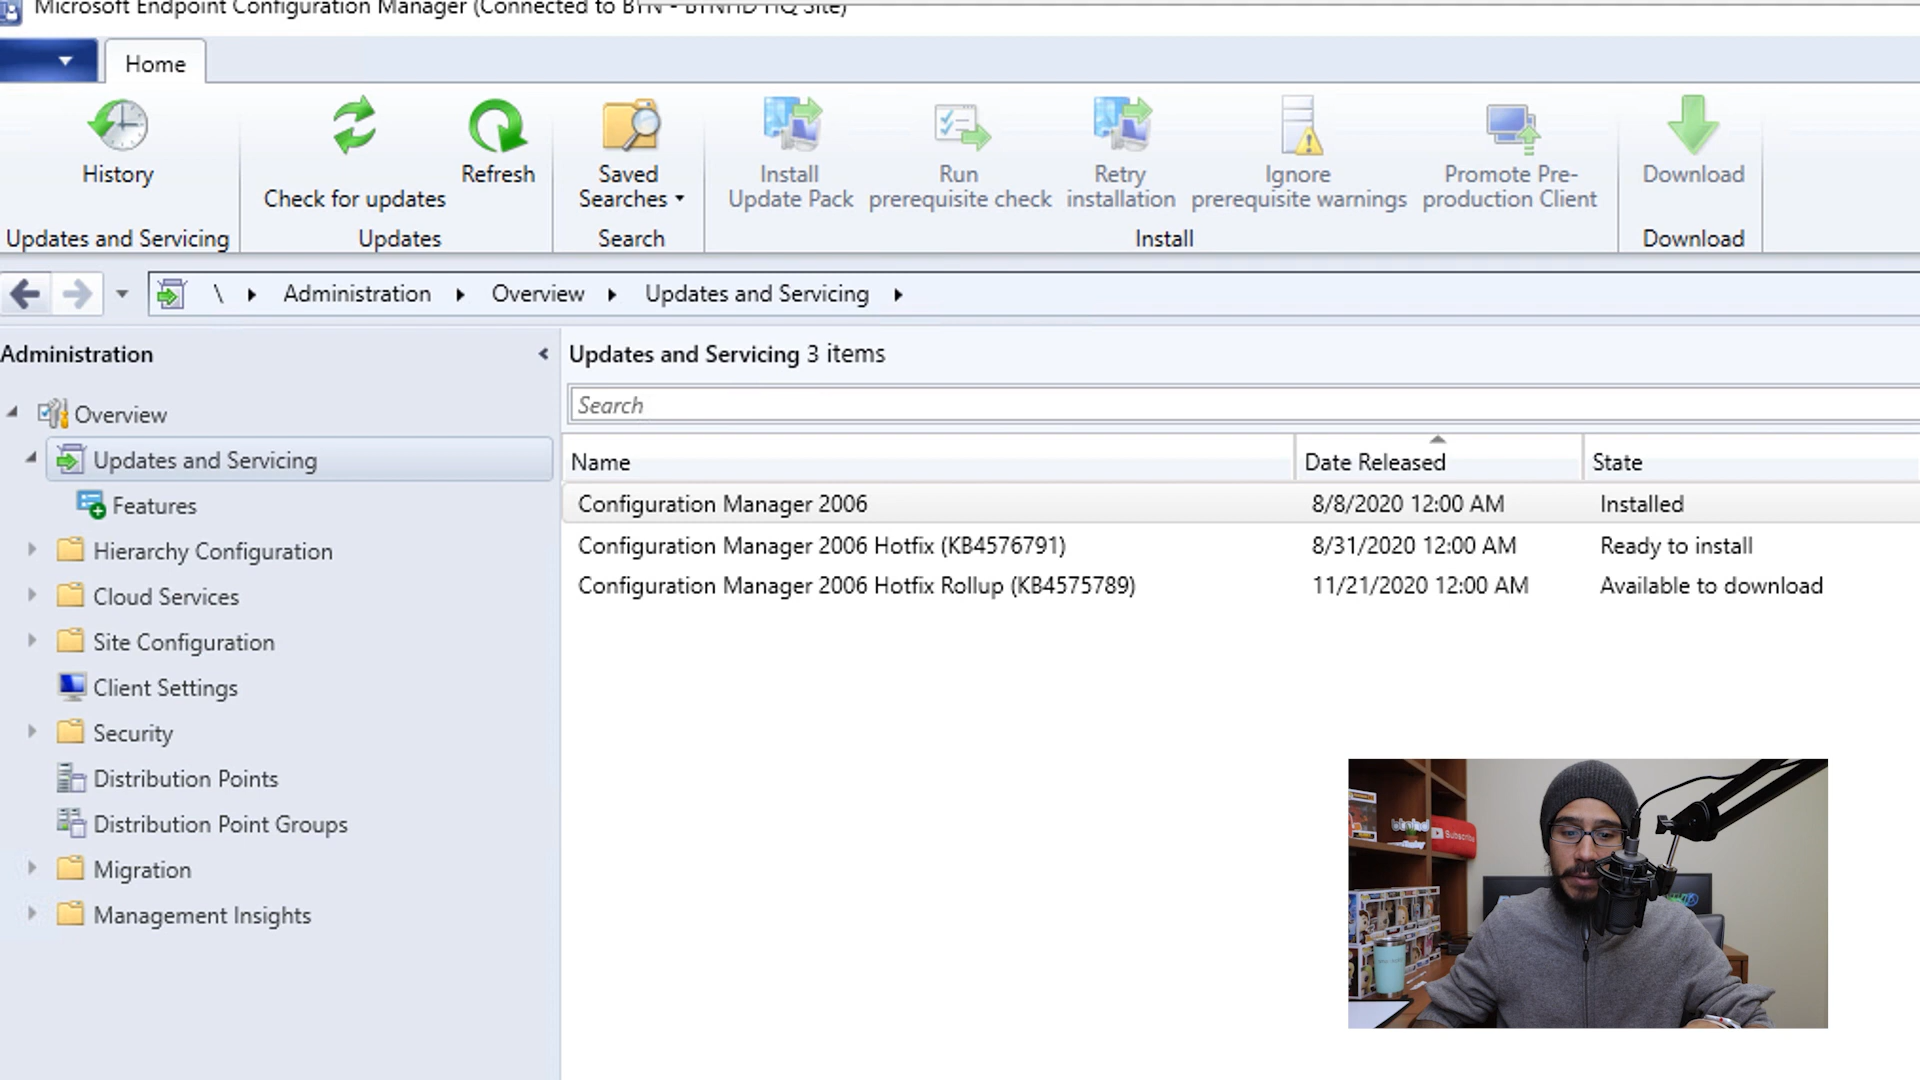 Microsoft Endpoint Configuration Manager (Connected to BTN - BTNHD HQ Site)
Home
History
Check for updates
Refresh
Saved
Searches
Install
Update Pack
Run
prerequisite check
Retry
installation
Ignore
prerequisite warnings
Promote Pre-
production Client
Download
Updates and Servicing
Updates
Search
Install
Download
\ Administration Overview Updates and Servicing
Administration
Updates and Servicing 3 items
Search
Overview
Updates and Servicing
Features
Hierarchy Configuration
Cloud Services
Site Configuration
Client Settings
Security
Distribution Points
Distribution Point Groups
Migration
Management Insights
Name Date Released State
Configuration Manager 2006 8/8/2020 12:00 AM Installed
Configuration Manager 2006 Hotfix (KB4576791) 8/31/2020 12:00 AM Ready to install
Configuration Manager 2006 Hotfix Rollup (KB4575789) 11/21/2020 12:00 AM Available to download
btnhd
Subscribe